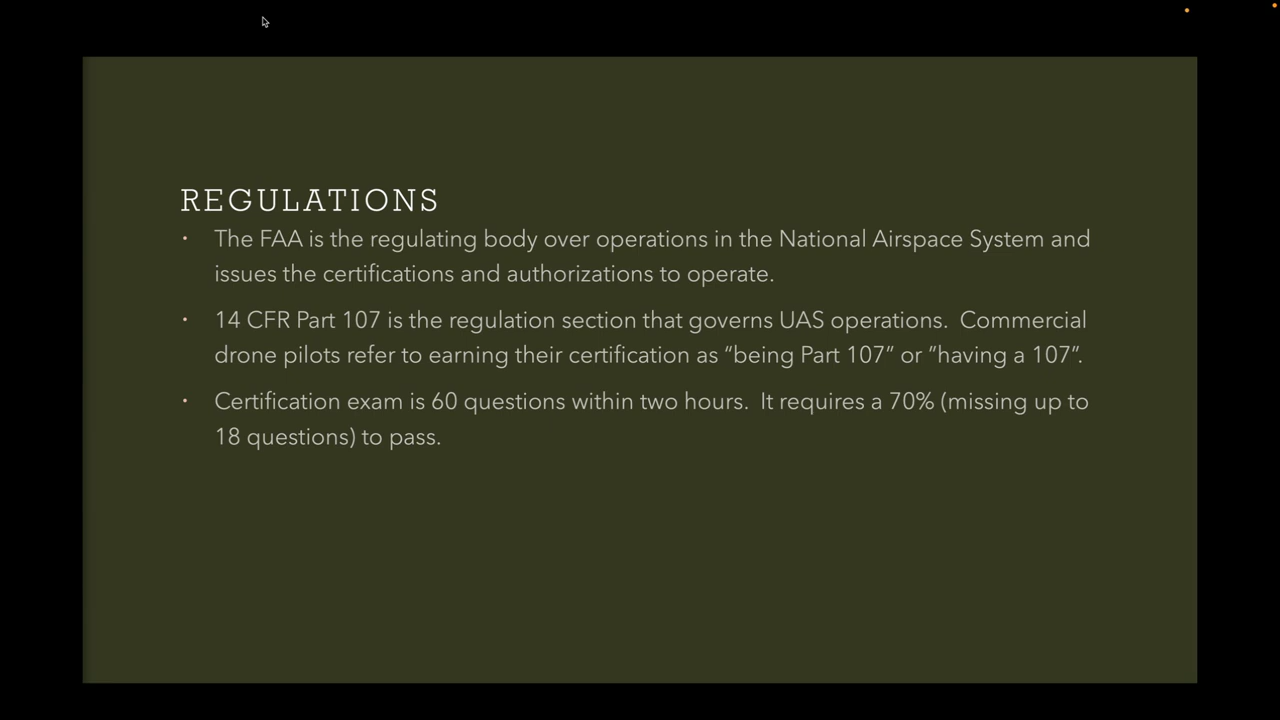 REGULATIONS
• The FAA is the regulating body over operations in the National Airspace System and
issues the certifications and authorizations to operate.
• 14 CFR Part 107 is the regulation section that governs UAS operations.  Commercial
drone pilots refer to earning their certification as “being Part 107” or “having a 107”.
• Certification exam is 60 questions within two hours.  It requires a 70% (missing up to
18 questions) to pass.